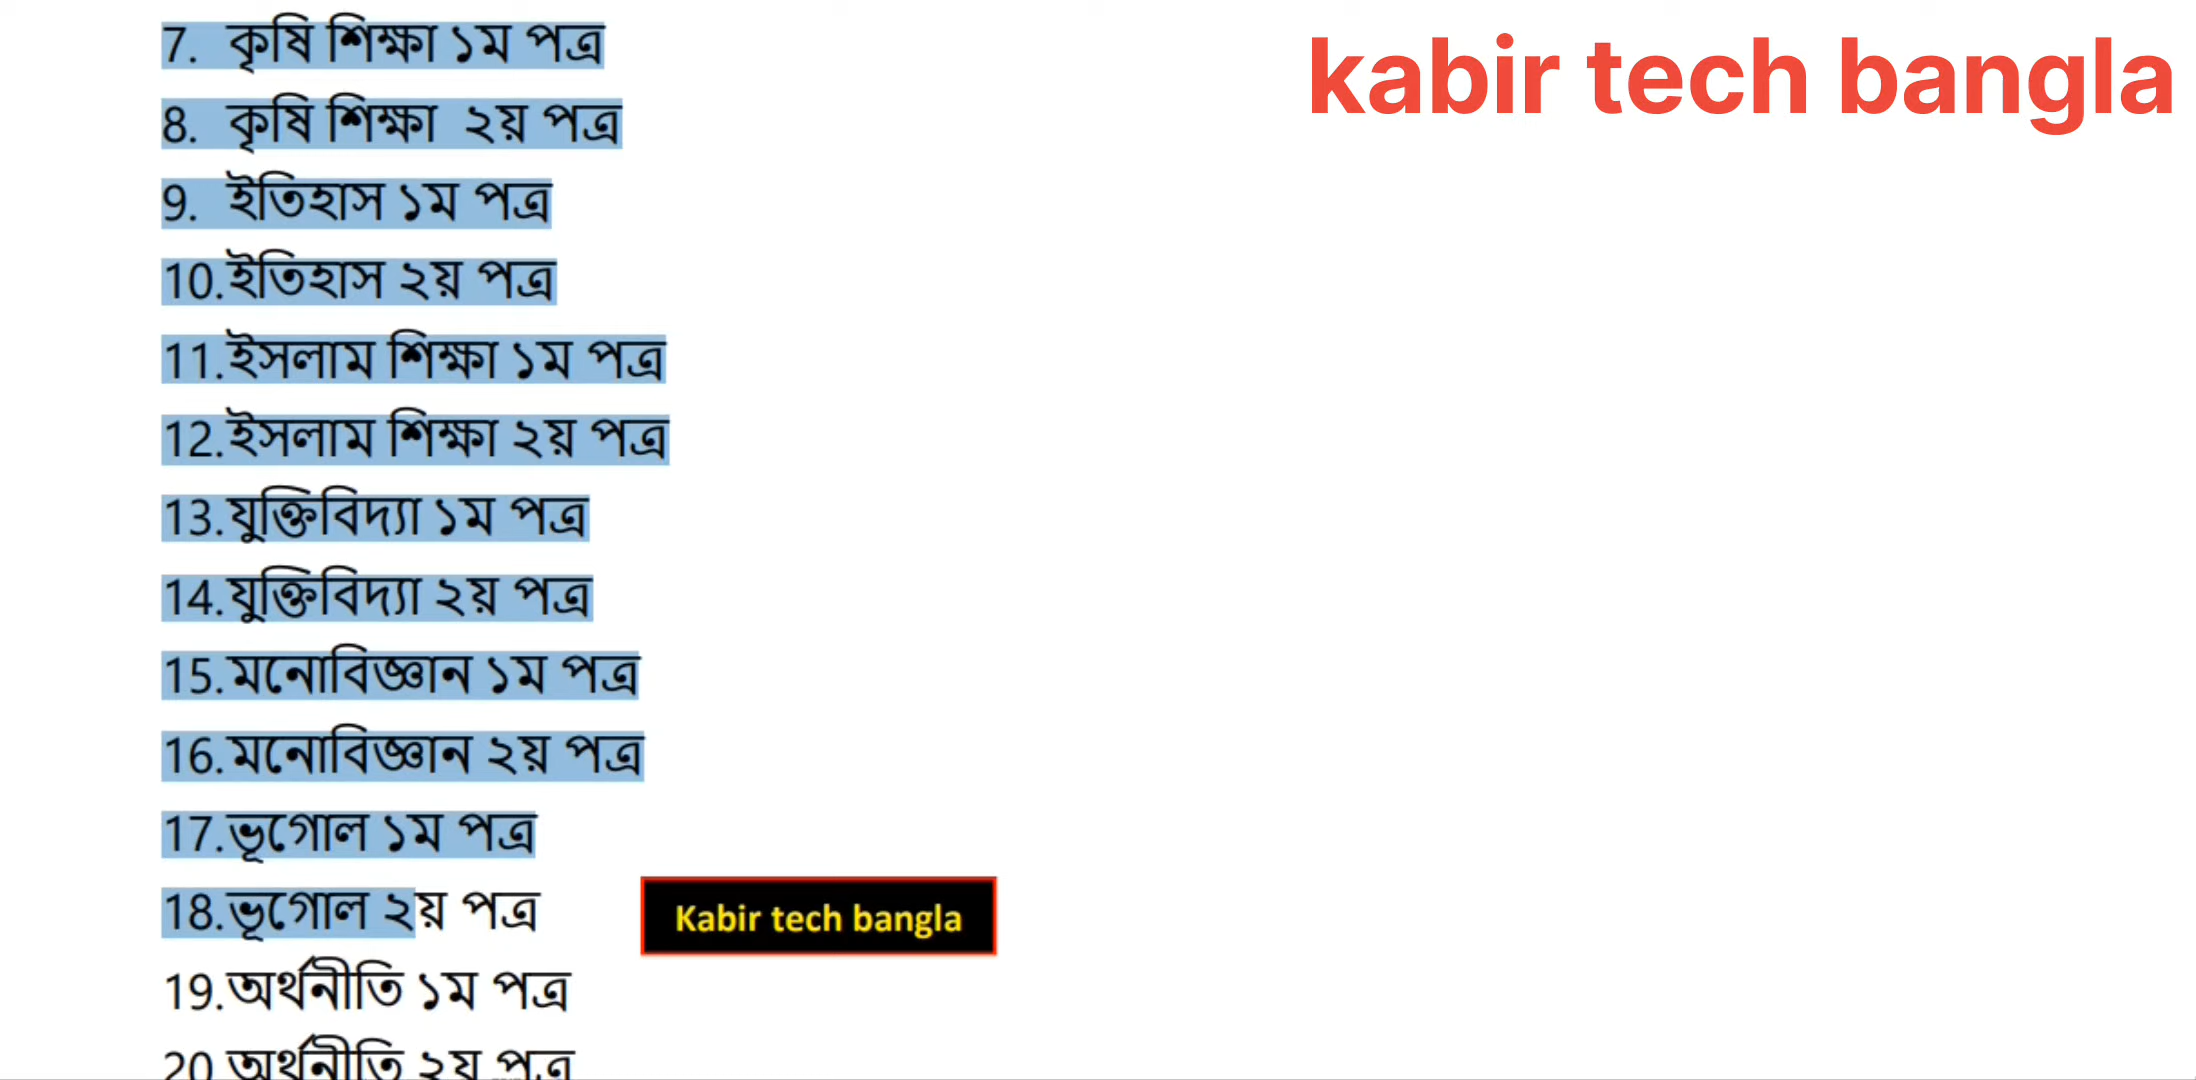 kabir tech bangla
7. কৃষি শিক্ষা ১ম পত্র
8. কৃষি শিক্ষা ২য় পত্র
9. ইতিহাস ১ম পত্র
10.ইতিহাস ২য় পত্র
11.ইসলাম শিক্ষা ১ম পত্র
12.ইসলাম শিক্ষা ২য় পত্র
13.যুক্তিবিদ্যা ১ম পত্র
14.যুক্তিবিদ্যা ২য় পত্র
15.মনোবিজ্ঞান ১ম পত্র
16.মনোবিজ্ঞান ২য় পত্র
17.ভূগোল ১ম পত্র
18.ভূগোল ২য় পত্র
Kabir tech bangla
19.অর্থনীতি ১ম পত্র
20.অর্থনীতি ২য় পত্র